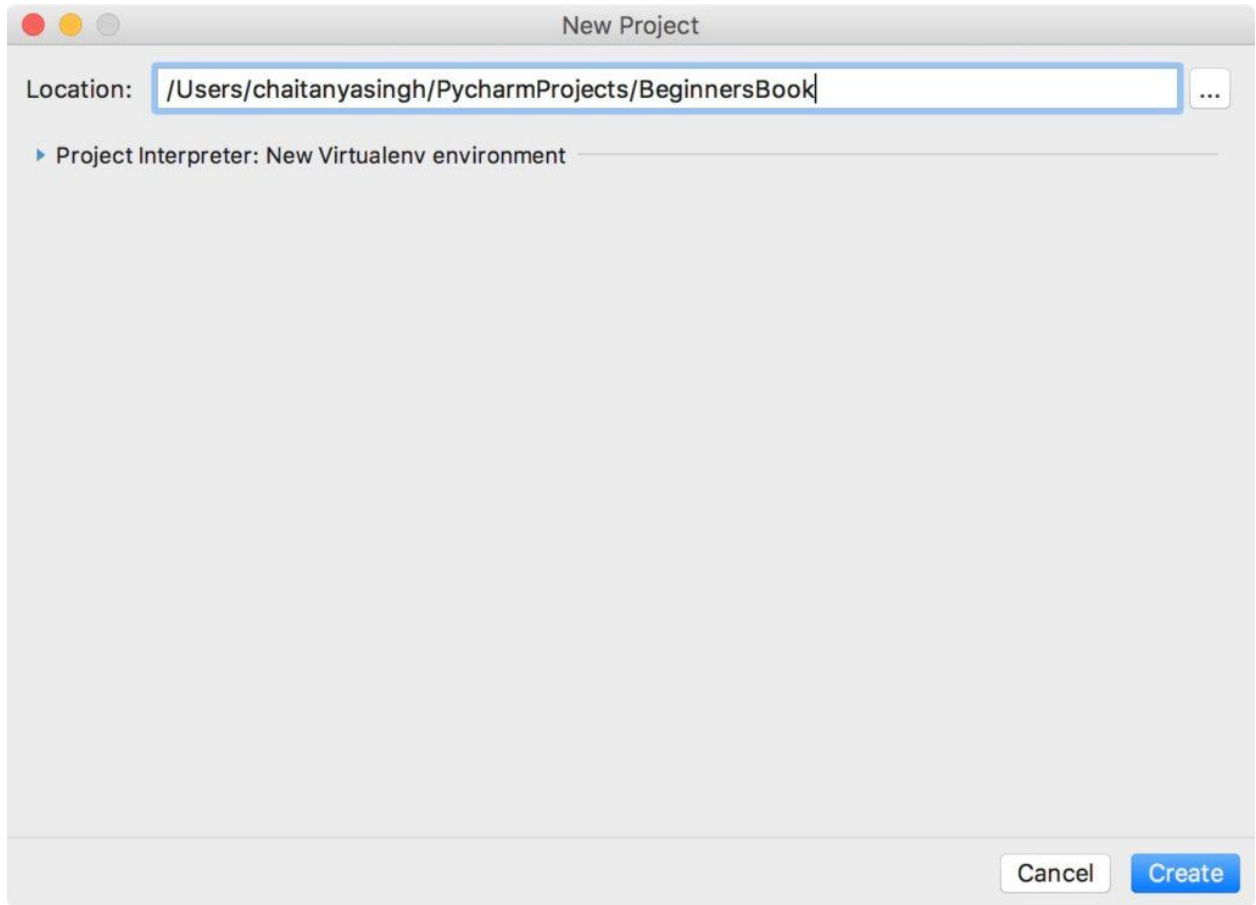 New Project
Location: /Users/chaitanyasingh/PycharmProjects/BeginnersBook ...
Project Interpreter: New Virtualenv environment
Cancel Create